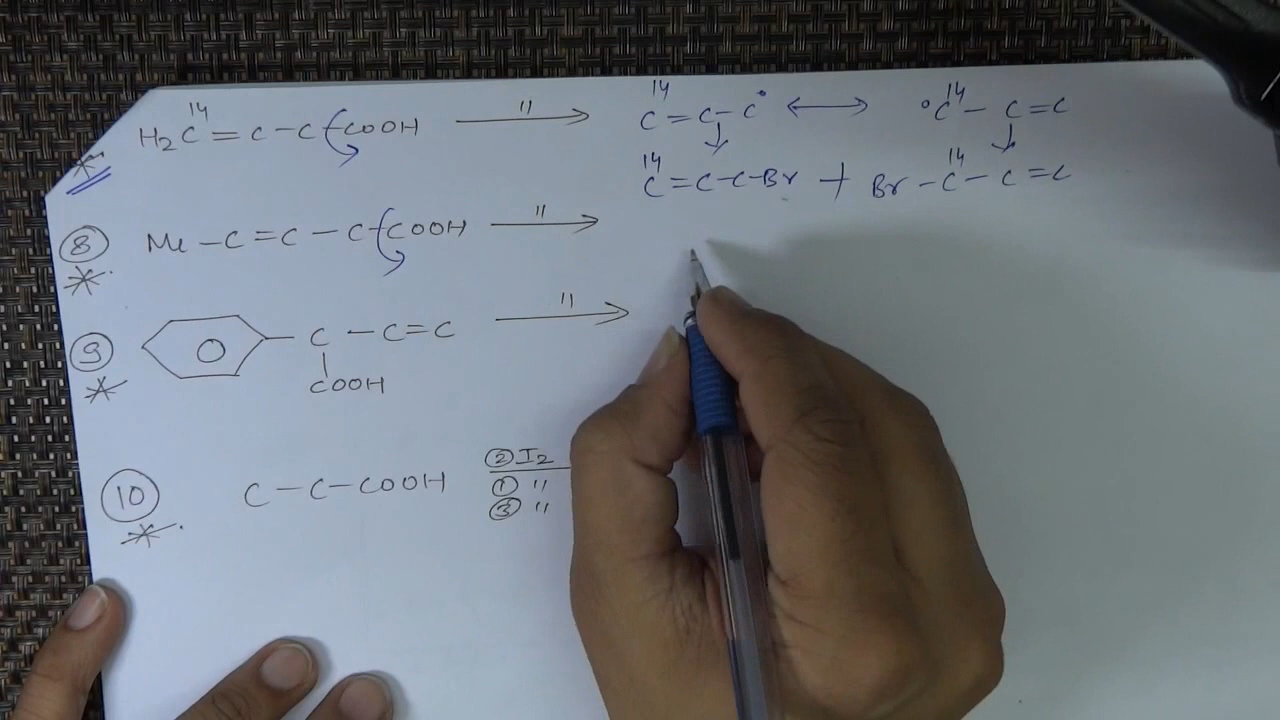 H₂C¹⁴ = C – C – COOH  〃→  C¹⁴ = C – C• ⟷ •C¹⁴ – C = C
* C¹⁴ = C – C – Br + Br – C¹⁴ – C = C
⑧ Me – C = C – C – COOH  〃→
*
⑨ C – C = C  〃→
* COOH
⑩ C – C – COOH ② I₂
① 〃
* ③ 〃